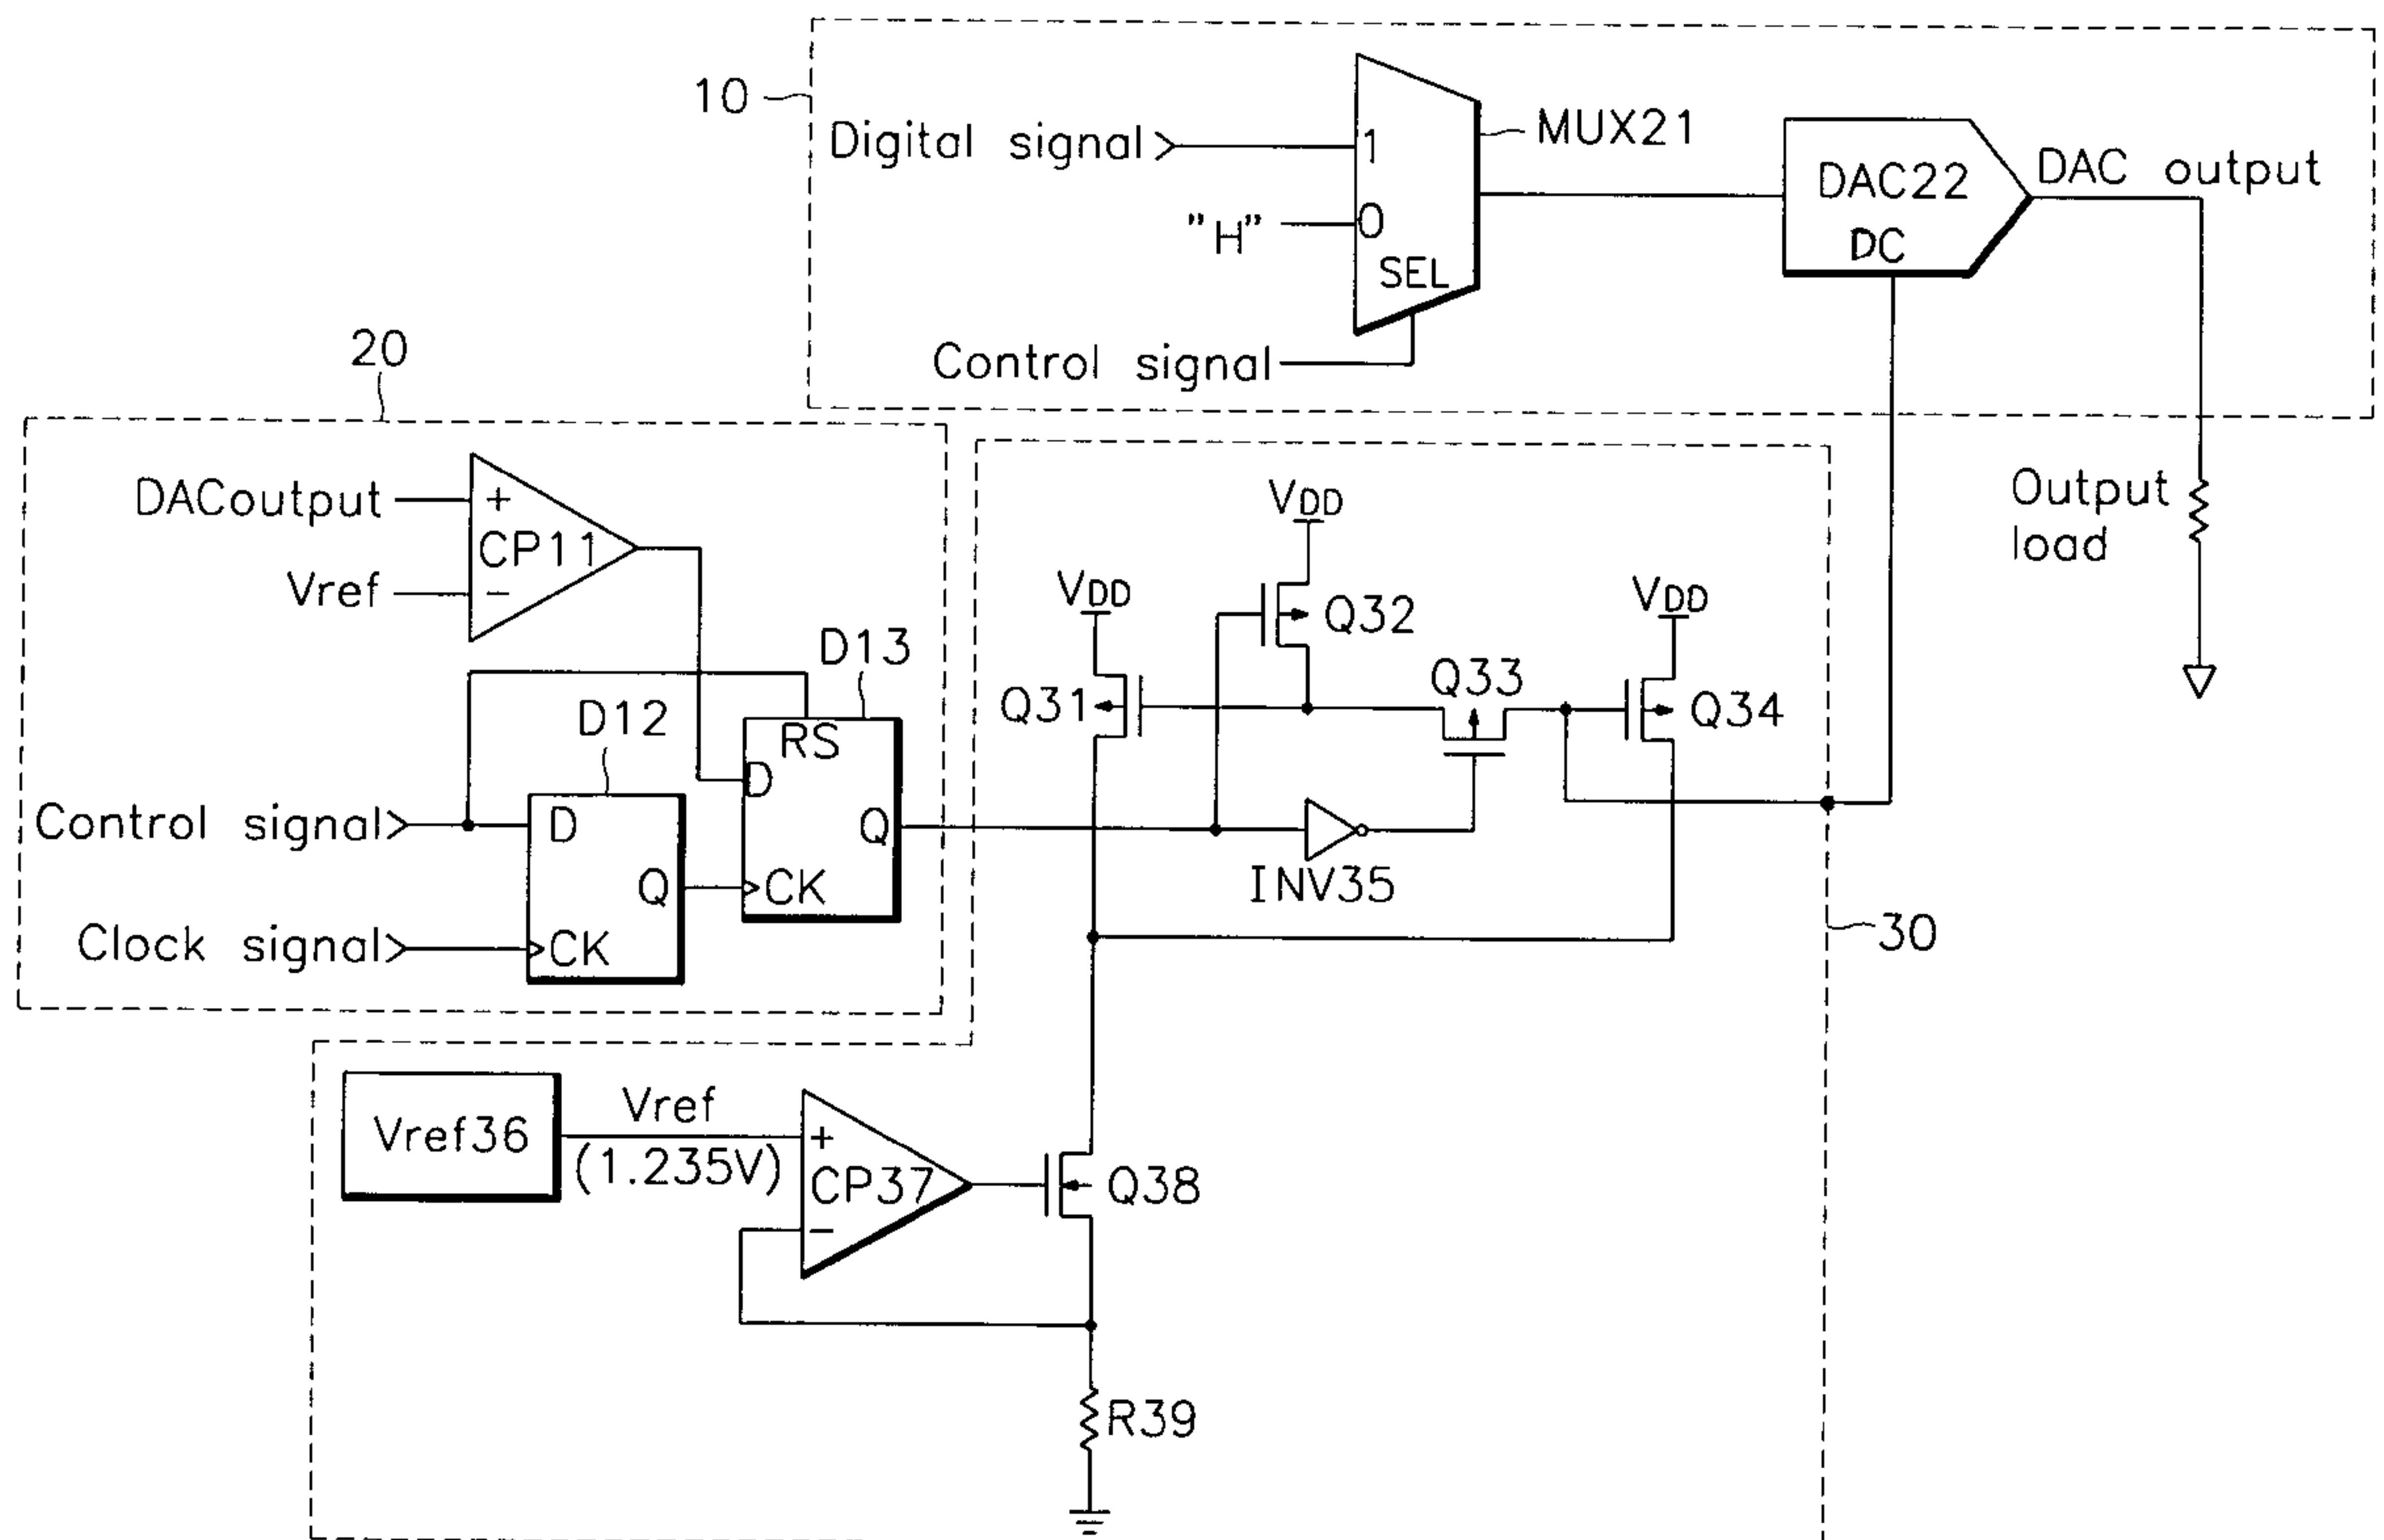 10
Digital signal
1
MUX21
"H"
0
SEL
Control signal
DAC22
DC
DAC output
Output
load
20
DACoutput
+
CP11
Vref
−
D13
D12
RS
D
Q
CK
Control signal
D
Q
Clock signal
CK
VDD
VDD
VDD
Q32
Q31
Q33
Q34
INV35
30
Vref36
Vref
(1.235V)
+
CP37
−
Q38
R39